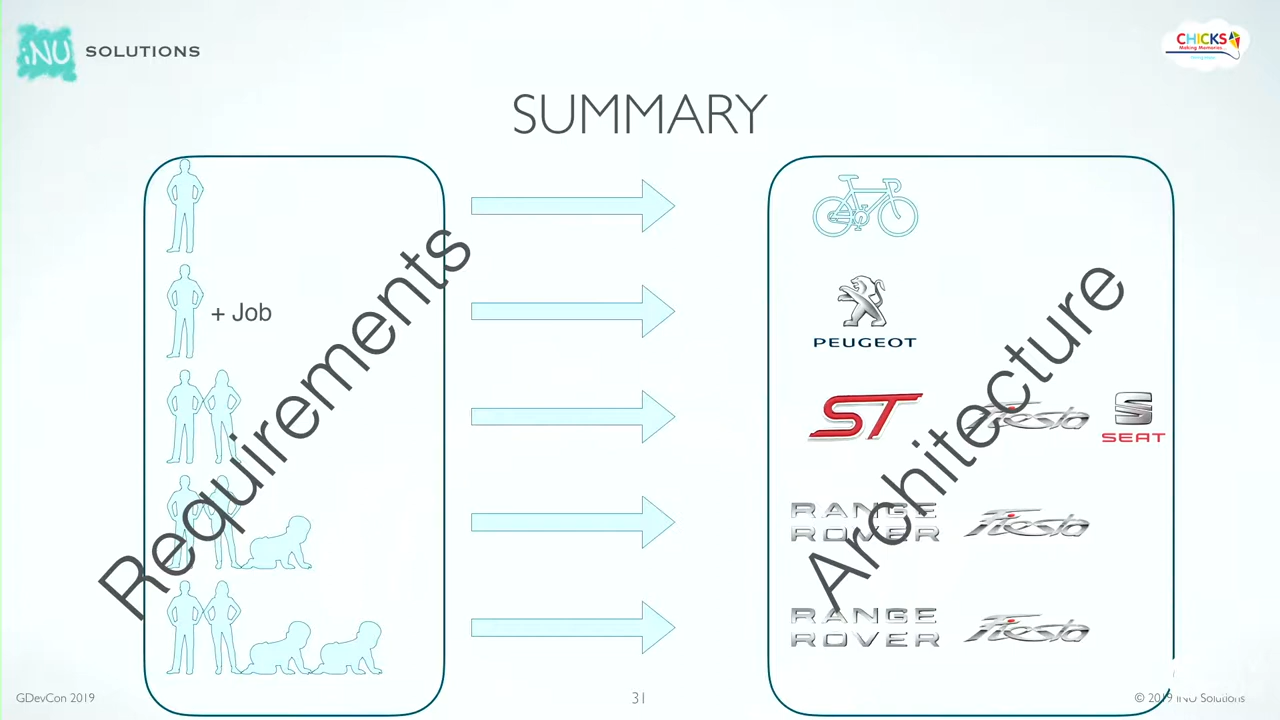 iNU SOLUTIONS
CHICKS
Making Memories...
SUMMARY
+ Job
Requirements
PEUGEOT
ST Fiesta SEAT
RANGE ROVER Fiesta
RANGE ROVER Fiesta
Architecture
GDevCon 2019
31
© 2019 iNU Solutions